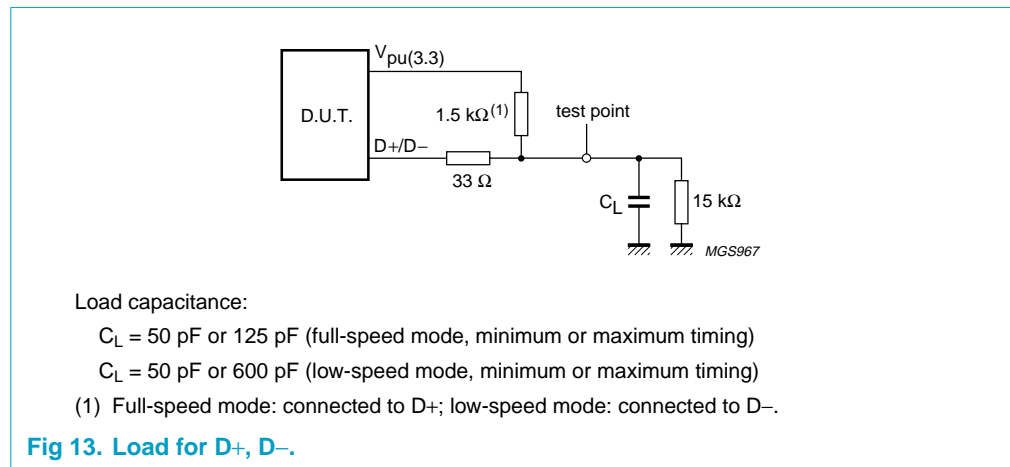 Vpu(3.3)
D.U.T.
1.5 kΩ(1)
test point
D+/D−
33 Ω
CL
15 kΩ
MGS967
Load capacitance:
CL = 50 pF or 125 pF (full-speed mode, minimum or maximum timing)
CL = 50 pF or 600 pF (low-speed mode, minimum or maximum timing)
(1) Full-speed mode: connected to D+; low-speed mode: connected to D−.
Fig 13. Load for D+, D−.